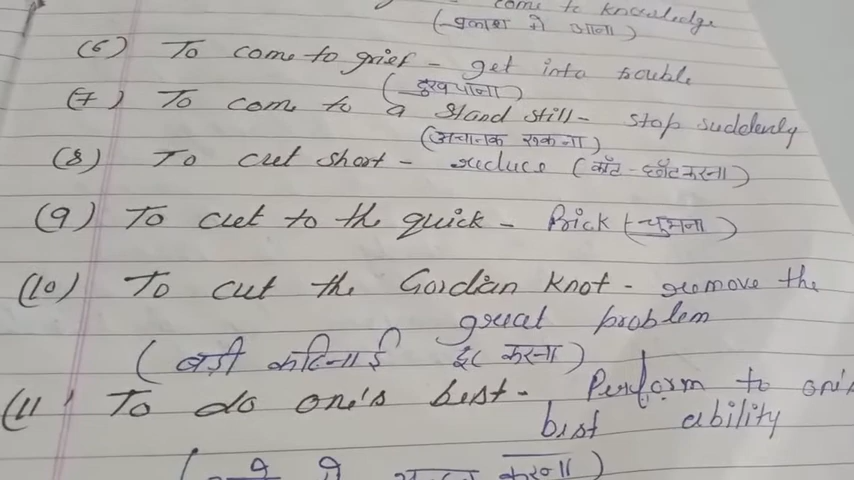 come to knowledge
(प्रकाश में आना)
(6) To come to grief - get into trouble
(दुख पाना)
(7) To come to a stand still - stop suddenly
(अचानक रुकना)
(8) To cut short - reduce (काँट-छाँट करना)
(9) To cut to the quick - Prick (चुभना)
(10) To cut the Gordian knot - remove the
great problem
(बड़ी कठिनाई दूर करना)
(11) To do one's best - Perform to one's
best ability
करना)